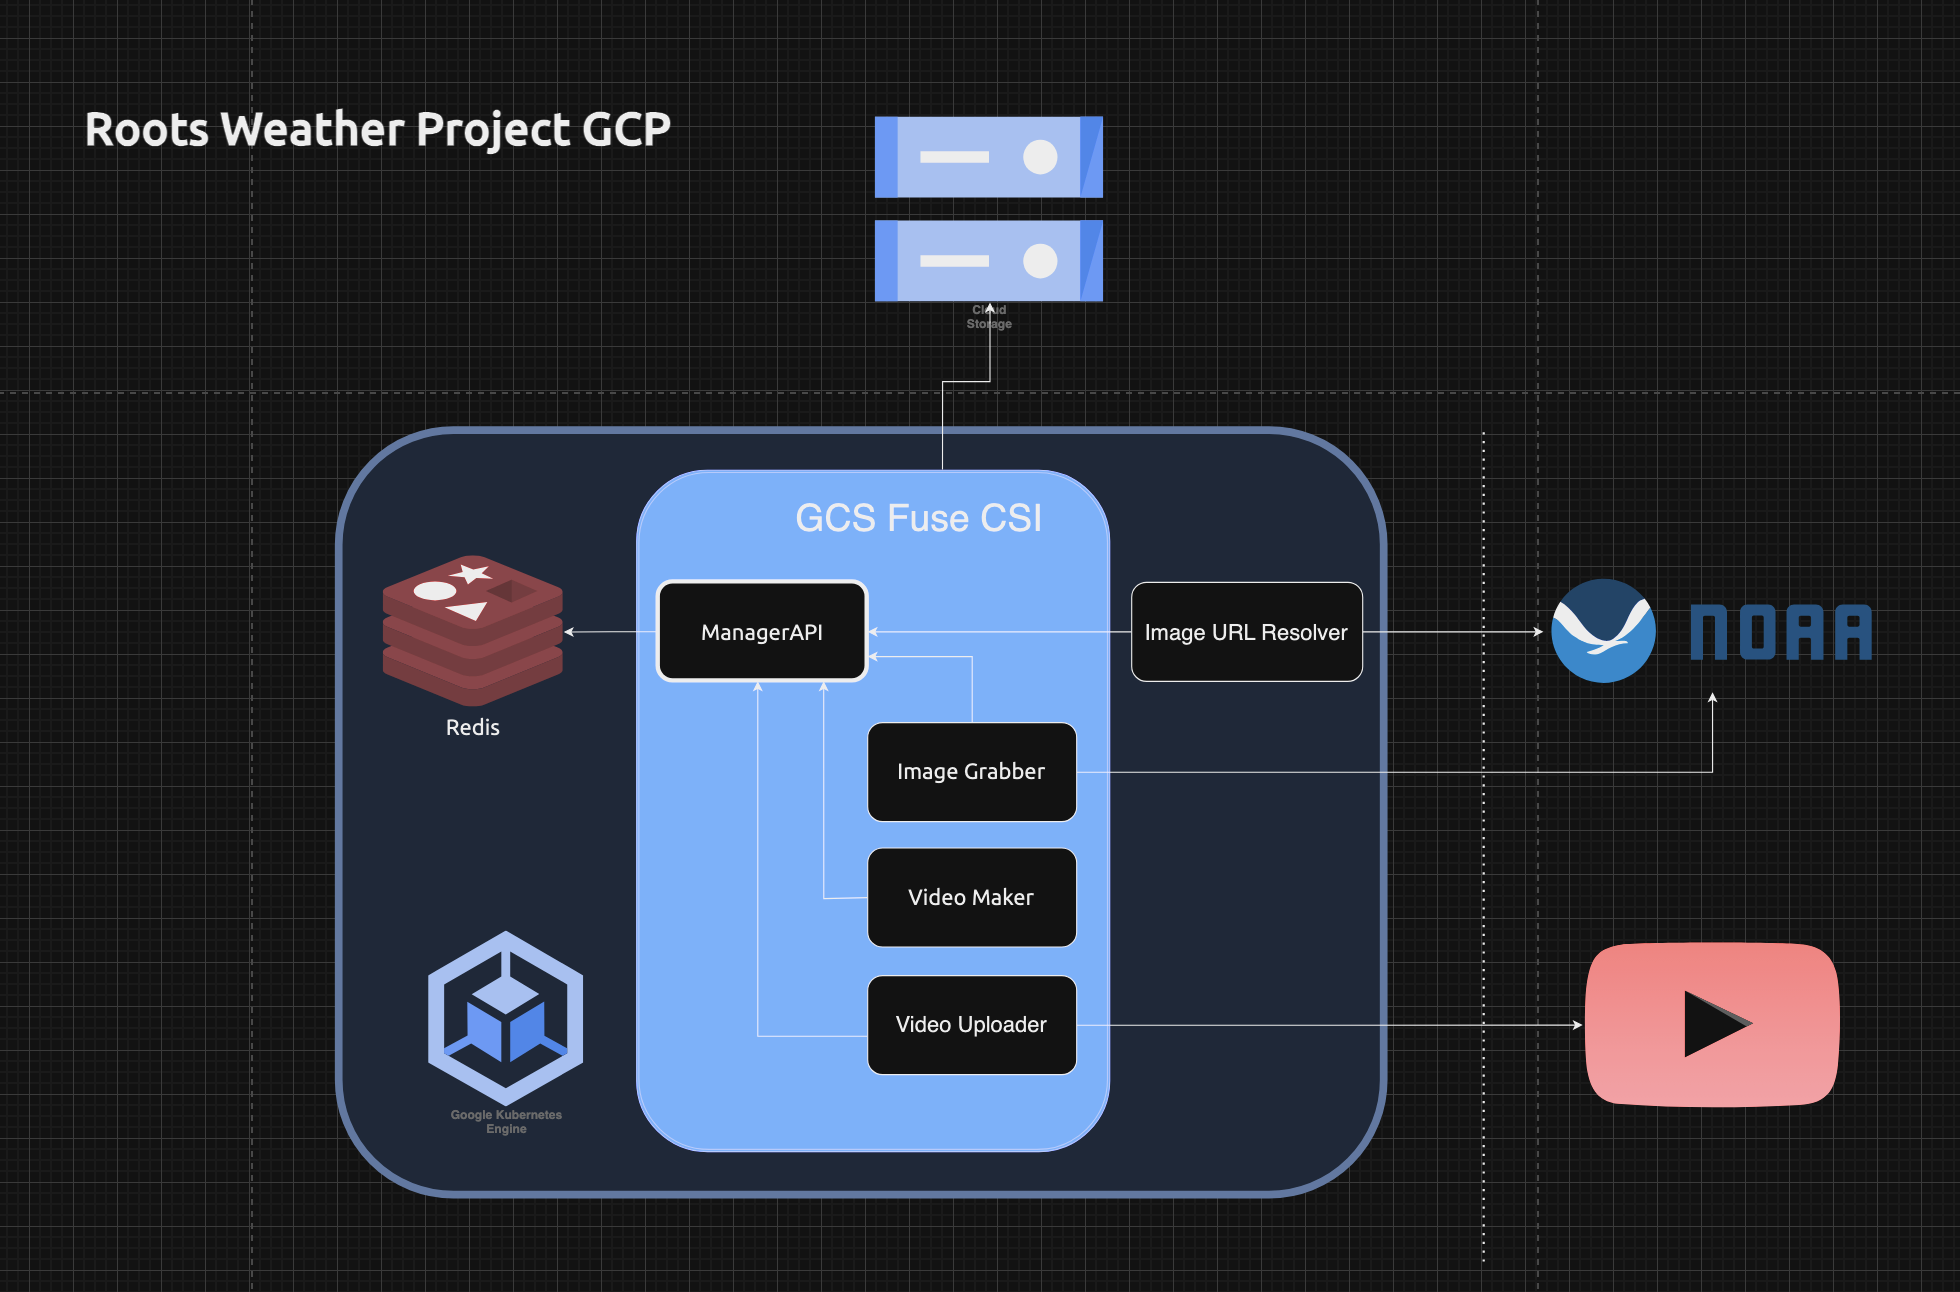 Roots Weather Project GCP
Cloud
Storage
GCS Fuse CSI
ManagerAPI
Image URL Resolver
NOAA
Redis
Image Grabber
Video Maker
Video Uploader
Google Kubernetes
Engine